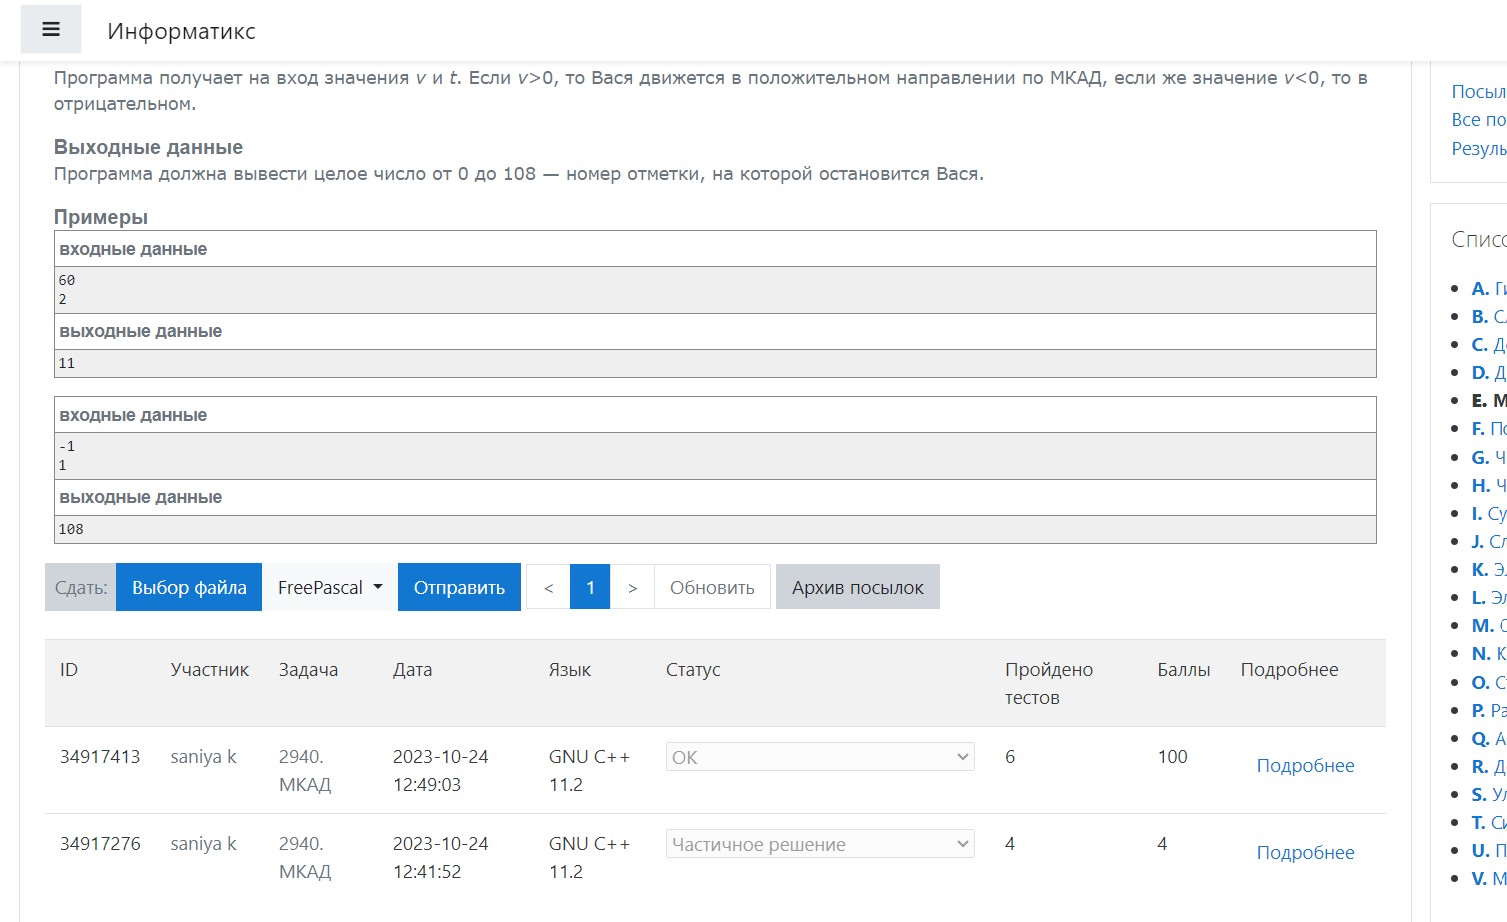 Информатикс
Программа получает на вход значения v и t. Если v>0, то Вася движется в положительном направлении по МКАД, если же значение v<0, то в
отрицательном.
Выходные данные
Программа должна вывести целое число от 0 до 108 — номер отметки, на которой остановится Вася.
Примеры
входные данные
60
2
выходные данные
11
входные данные
-1
1
выходные данные
108
Сдать: Выбор файла FreePascal Отправить < 1 > Обновить Архив посылок
ID Участник Задача Дата Язык Статус Пройдено тестов Баллы Подробнее
34917413 saniya k 2940. МКАД 2023-10-24 12:49:03 GNU C++ 11.2 OK 6 100 Подробнее
34917276 saniya k 2940. МКАД 2023-10-24 12:41:52 GNU C++ 11.2 Частичное решение 4 4 Подробнее
Посыл
Все по
Резуль
Списо
A. Ги
B. Сл
C. Д
D. Д
E. М
F. По
G. Ч
H. Ч
I. Су
J. Сл
K. Эл
L. Эл
M. С
N. К
O. С
P. Ра
Q. А
R. Д
S. Ул
T. Си
U. П
V. М